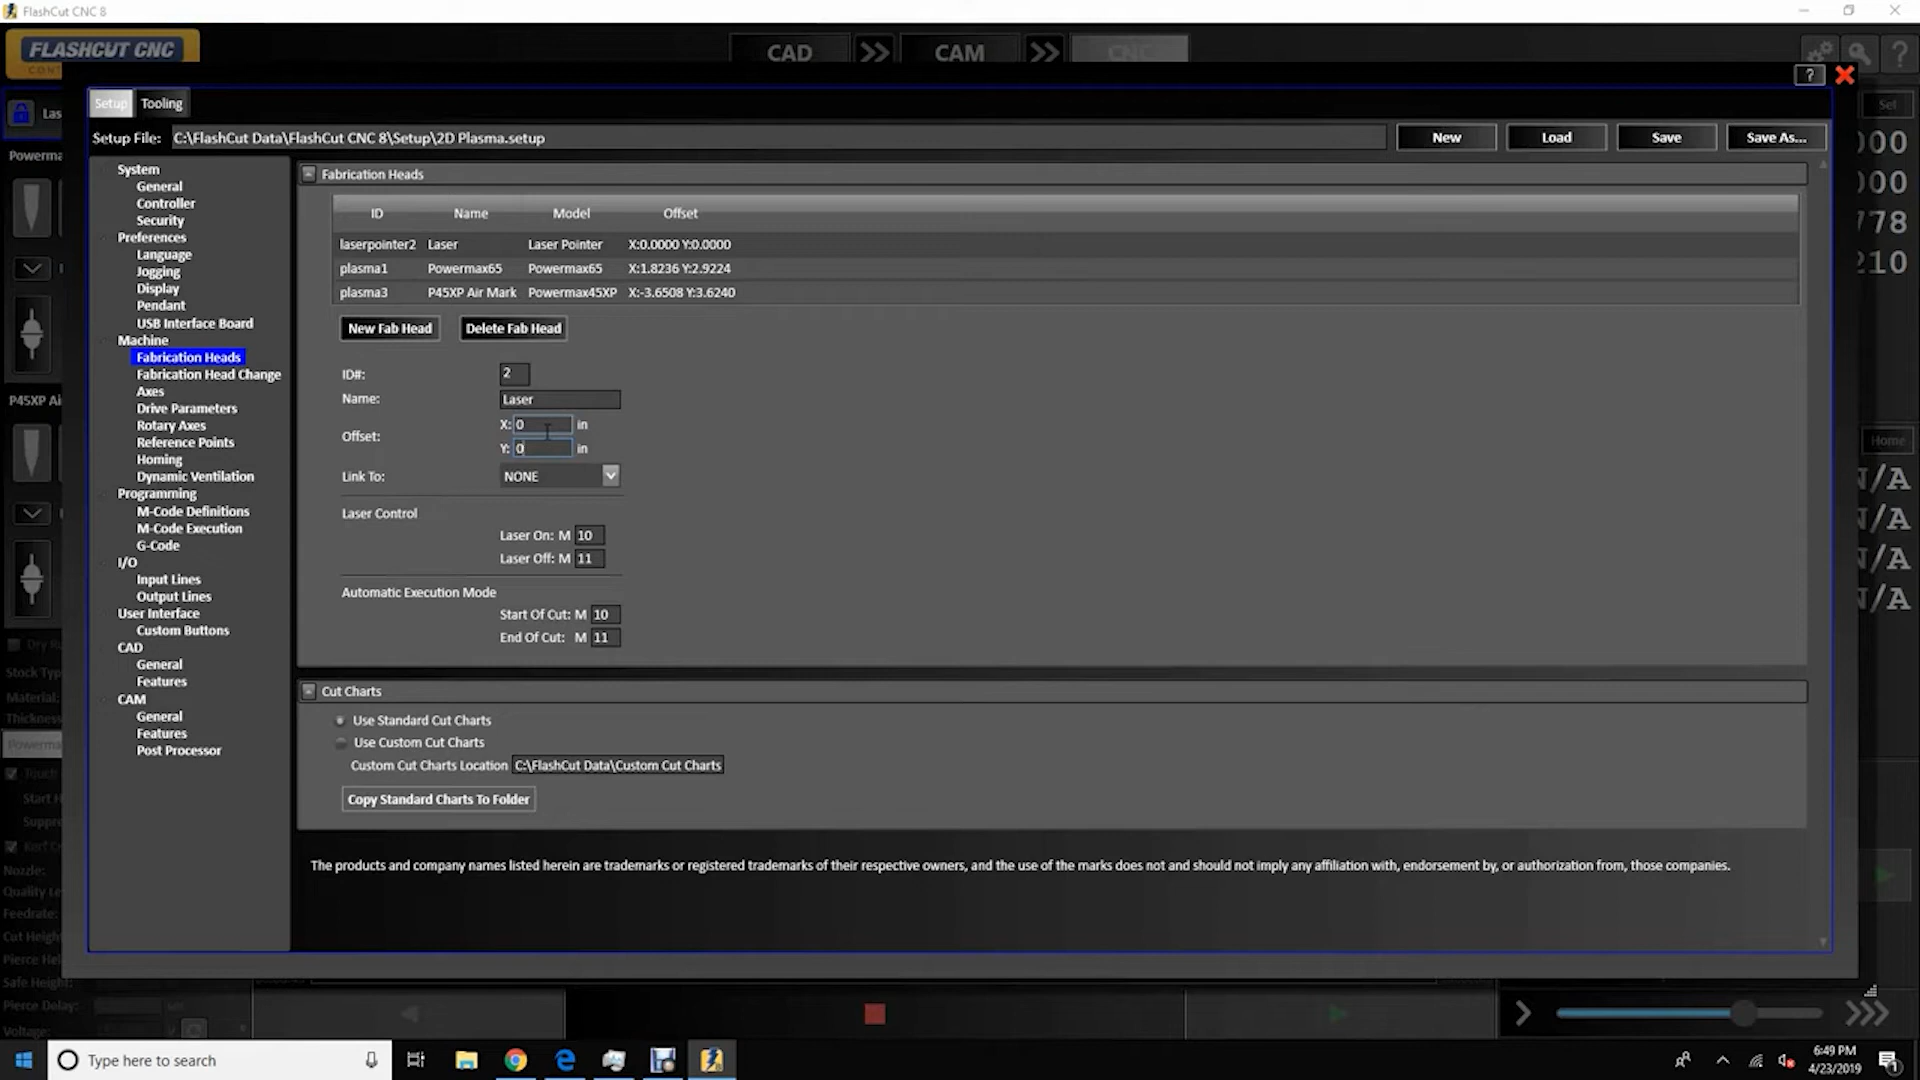 FlashCut CNC 8
FLASHCUT CNC
CAD >> CAM >> CNC
?
Setup Tooling
Setup File: C:\FlashCut Data\FlashCut CNC 8\Setup\2D Plasma.setup New Load Save Save As...
System
General
Controller
Security
Preferences
Language
Jogging
Display
Pendant
USB Interface Board
Machine
Fabrication Heads
Fabrication Head Change
Axes
Drive Parameters
Rotary Axes
Reference Points
Homing
Dynamic Ventilation
Programming
M-Code Definitions
M-Code Execution
G-Code
I/O
Input Lines
Output Lines
User Interface
Custom Buttons
CAD
General
Features
CAM
General
Features
Post Processor
Fabrication Heads
ID Name Model Offset
laserpointer2 Laser Laser Pointer X:0.0000 Y:0.0000
plasma1 Powermax65 Powermax65 X:1.8236 Y:2.9224
plasma3 P45XP Air Mark Powermax45XP X:-3.6508 Y:3.6240
New Fab Head Delete Fab Head
ID#: 2
Name: Laser
Offset: X: 0 in
Y: 0 in
Link To: NONE
Laser Control
Laser On: M 10
Laser Off: M 11
Automatic Execution Mode
Start Of Cut: M 10
End Of Cut: M 11
Cut Charts
Use Standard Cut Charts
Use Custom Cut Charts
Custom Cut Charts Location C:\FlashCut Data\Custom Cut Charts
Copy Standard Charts To Folder
The products and company names listed herein are trademarks or registered trademarks of their respective owners, and the use of the marks does not and should not imply any affiliation with, endorsement by, or authorization from, those companies.
Set
Home
N/A
N/A
N/A
N/A
Nozzle:
Feedrate:
Safe Height:
Pierce Delay:
Voltage:
Type here to search
6:49 PM
4/23/2019